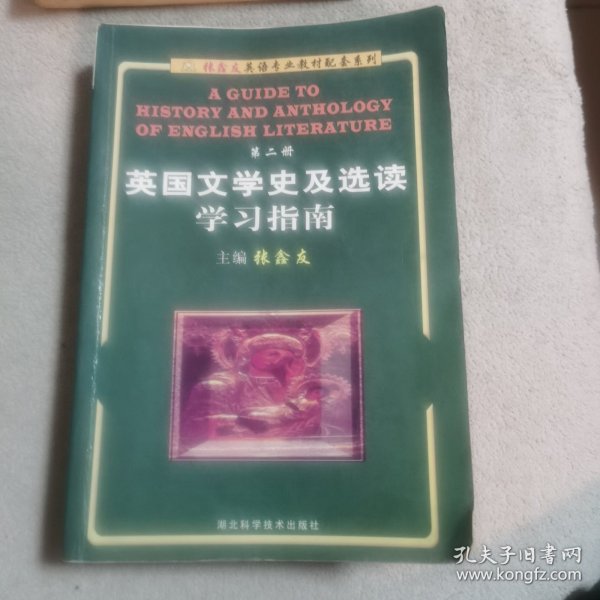 张鑫友英语专业教材配套系列
A GUIDE TO
HISTORY AND ANTHOLOGY
OF ENGLISH LITERATURE
第二册
英国文学史及选读
学习指南
主编 张鑫友
湖北科学技术出版社
孔夫子旧书网
www.kongfz.com